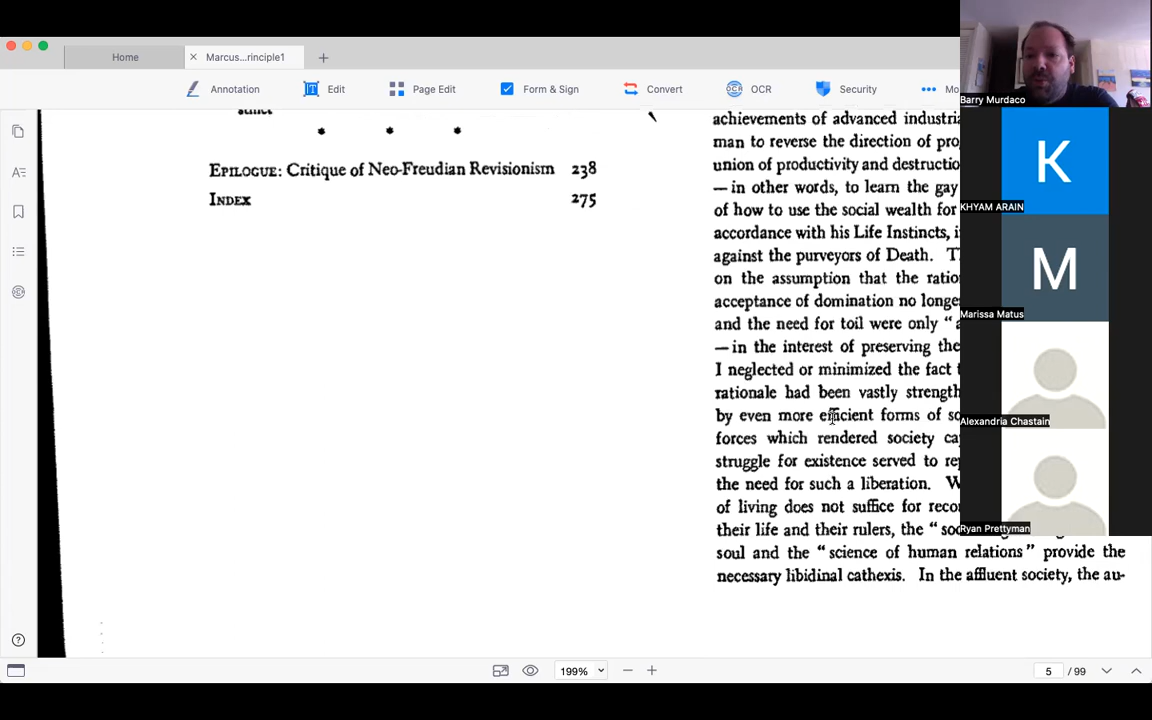 Home
Marcus...rinciple1
Annotation
Edit
Page Edit
Form & Sign
Convert
OCR
Security
Mo
Barry Murdaco
K
KHYAM ARAIN
M
Marissa Matus
Alexandria Chastain
Ryan Prettyman
strict
EPILOGUE: Critique of Neo-Freudian Revisionism 238
INDEX 275
achievements of advanced industria
man to reverse the direction of pro
union of productivity and destructio
— in other words, to learn the gay
of how to use the social wealth for
accordance with his Life Instincts, i
against the purveyors of Death. T
on the assumption that the ratio
acceptance of domination no longe
and the need for toil were only " a
— in the interest of preserving the
I neglected or minimized the fact t
rationale had been vastly strength
by even more efficient forms of so
forces which rendered society ca
struggle for existence served to re
the need for such a liberation. W
of living does not suffice for reco
their life and their rulers, the " so
soul and the " science of human relations " provide the
necessary libidinal cathexis. In the affluent society, the au-
199%
5 / 99